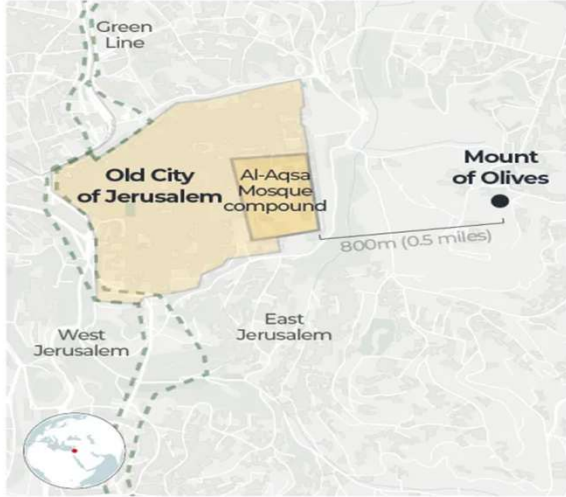 Green
Line
Old City
of Jerusalem
Al-Aqsa
Mosque
compound
Mount
of Olives
800m (0.5 miles)
West
Jerusalem
East
Jerusalem